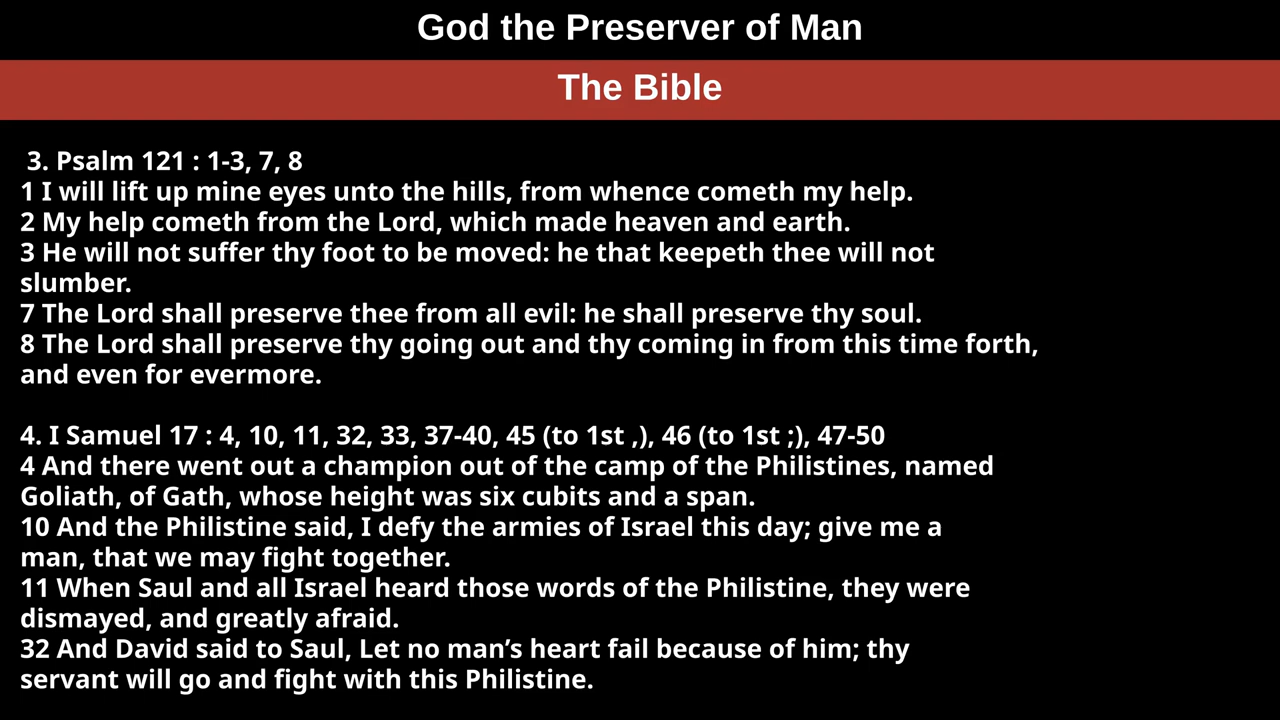 God the Preserver of Man
The Bible
3. Psalm 121 : 1-3, 7, 8
1 I will lift up mine eyes unto the hills, from whence cometh my help.
2 My help cometh from the Lord, which made heaven and earth.
3 He will not suffer thy foot to be moved: he that keepeth thee will not
slumber.
7 The Lord shall preserve thee from all evil: he shall preserve thy soul.
8 The Lord shall preserve thy going out and thy coming in from this time forth,
and even for evermore.
4. I Samuel 17 : 4, 10, 11, 32, 33, 37-40, 45 (to 1st ,), 46 (to 1st ;), 47-50
4 And there went out a champion out of the camp of the Philistines, named
Goliath, of Gath, whose height was six cubits and a span.
10 And the Philistine said, I defy the armies of Israel this day; give me a
man, that we may fight together.
11 When Saul and all Israel heard those words of the Philistine, they were
dismayed, and greatly afraid.
32 And David said to Saul, Let no man’s heart fail because of him; thy
servant will go and fight with this Philistine.